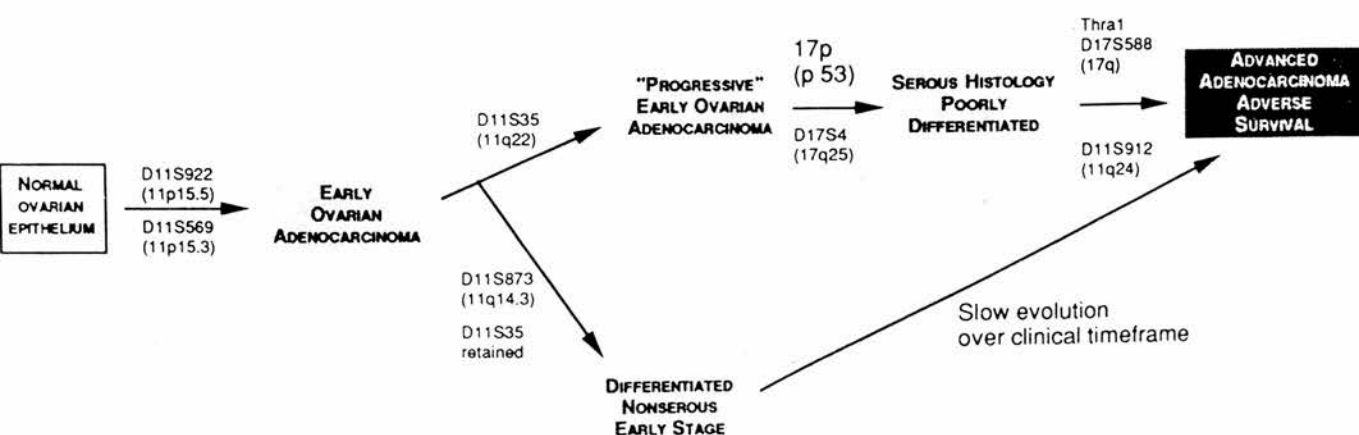 NORMAL
OVARIAN
EPITHELIUM
D11S922
(11p15.5)
D11S569
(11p15.3)
EARLY
OVARIAN
ADENOCARCINOMA
D11S35
(11q22)
D11S873
(11q14.3)
D11S35
retained
"PROGRESSIVE"
EARLY OVARIAN
ADENOCARCINOMA
17p
(p 53)
D17S4
(17q25)
SEROUS HISTOLOGY
POORLY
DIFFERENTIATED
Thra1
D17S588
(17q)
D11S912
(11q24)
ADVANCED
ADENOCARCINOMA
ADVERSE
SURVIVAL
DIFFERENTIATED
NONSEROUS
EARLY STAGE
Slow evolution
over clinical timeframe